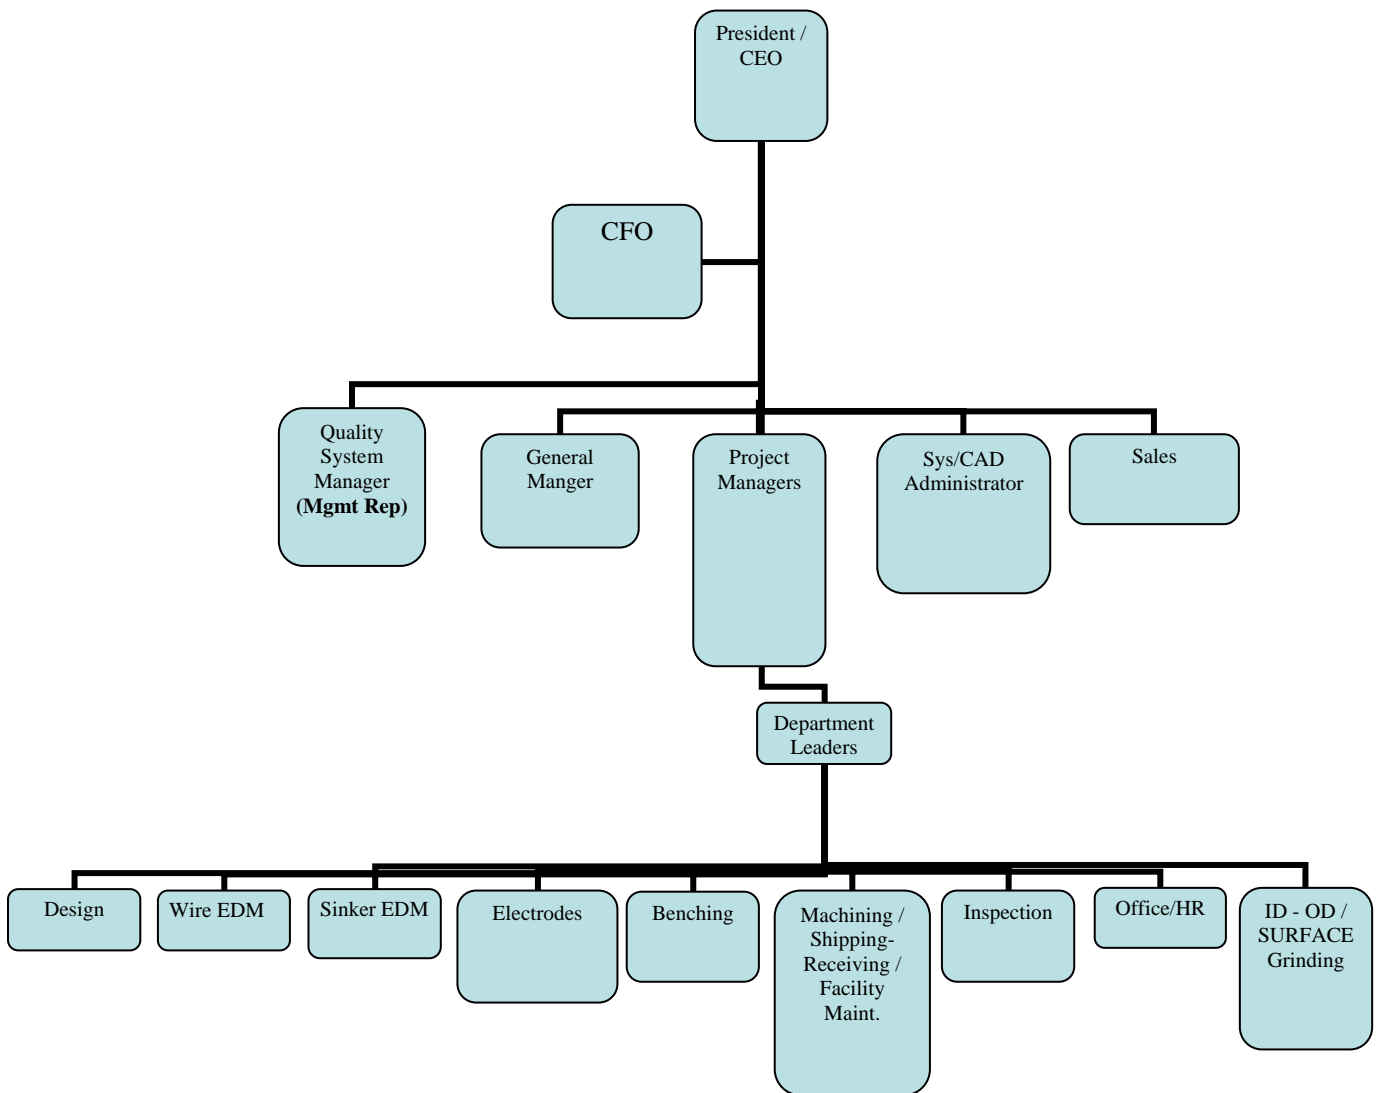 President /
CEO
CFO
Quality
System
Manager
(Mgmt Rep)
General
Manger
Project
Managers
Sys/CAD
Administrator
Sales
Department
Leaders
Design
Wire EDM
Sinker EDM
Electrodes
Benching
Machining /
Shipping-
Receiving /
Facility
Maint.
Inspection
Office/HR
ID - OD /
SURFACE
Grinding